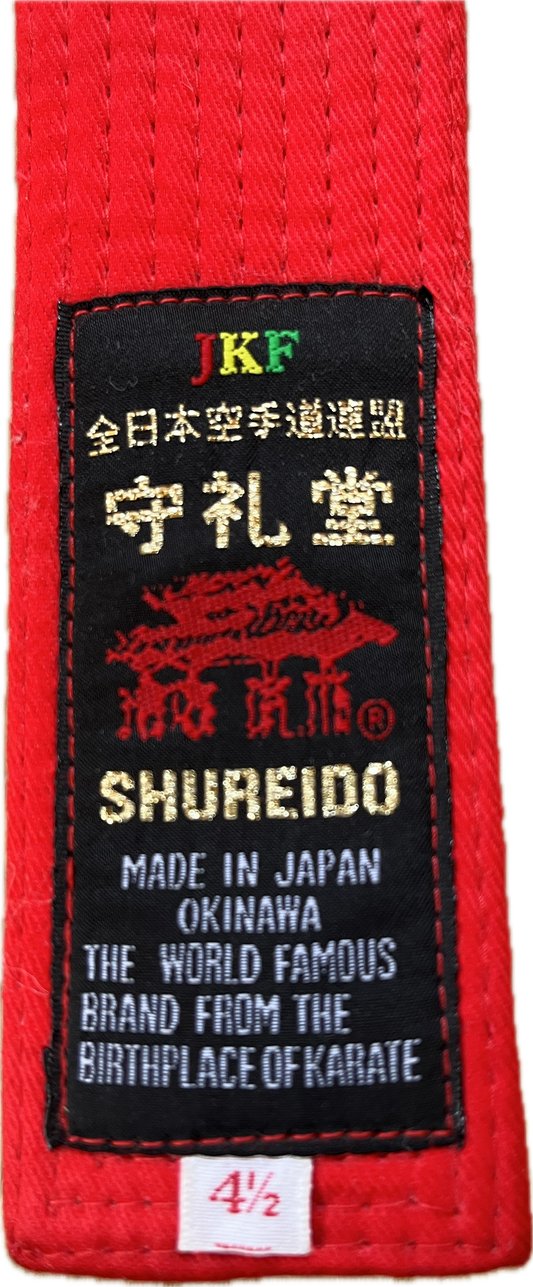 JKF
全日本空手道連盟
守礼堂
®
SHUREIDO
MADE IN JAPAN
OKINAWA
THE WORLD FAMOUS
BRAND FROM THE
BIRTHPLACE OF KARATE
4½